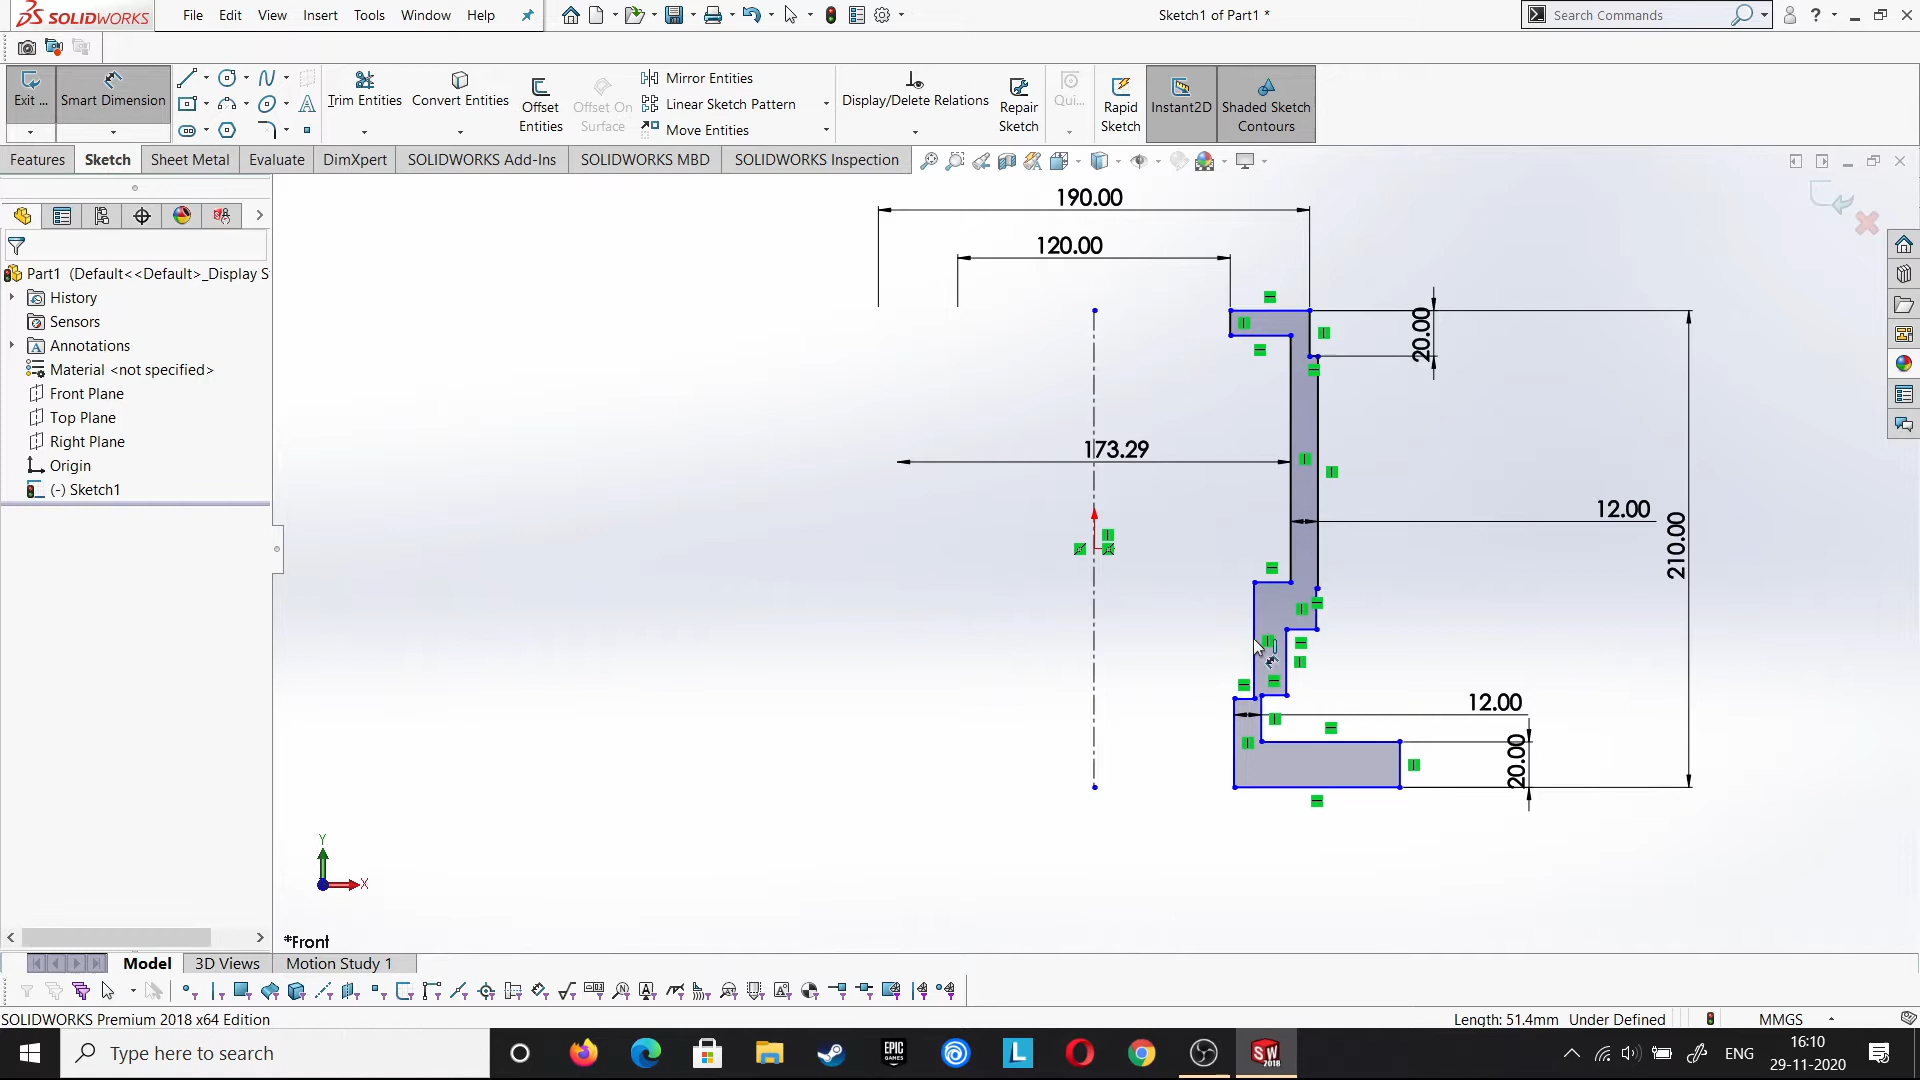 SOLIDWORKS
File Edit View Insert Tools Window Help
Sketch1 of Part1 *
Search Commands
Exit ...
Smart Dimension
Trim Entities
Convert Entities
Offset Entities
Offset On Surface
Mirror Entities
Linear Sketch Pattern
Move Entities
Display/Delete Relations
Repair Sketch
Qui...
Rapid Sketch
Instant2D
Shaded Sketch Contours
Features Sketch Sheet Metal Evaluate DimXpert SOLIDWORKS Add-Ins SOLIDWORKS MBD SOLIDWORKS Inspection
Part1 (Default<<Default>_Display S
History
Sensors
Annotations
Material <not specified>
Front Plane
Top Plane
Right Plane
Origin
(-) Sketch1
190.00
120.00
20.00
173.29
12.00
210.00
12.00
20.00
Y
X
*Front
Model 3D Views Motion Study 1
SOLIDWORKS Premium 2018 x64 Edition
Length: 51.4mm Under Defined MMGS
Type here to search
EPIC GAMES
L
SW 2018
ENG
16:10
29-11-2020